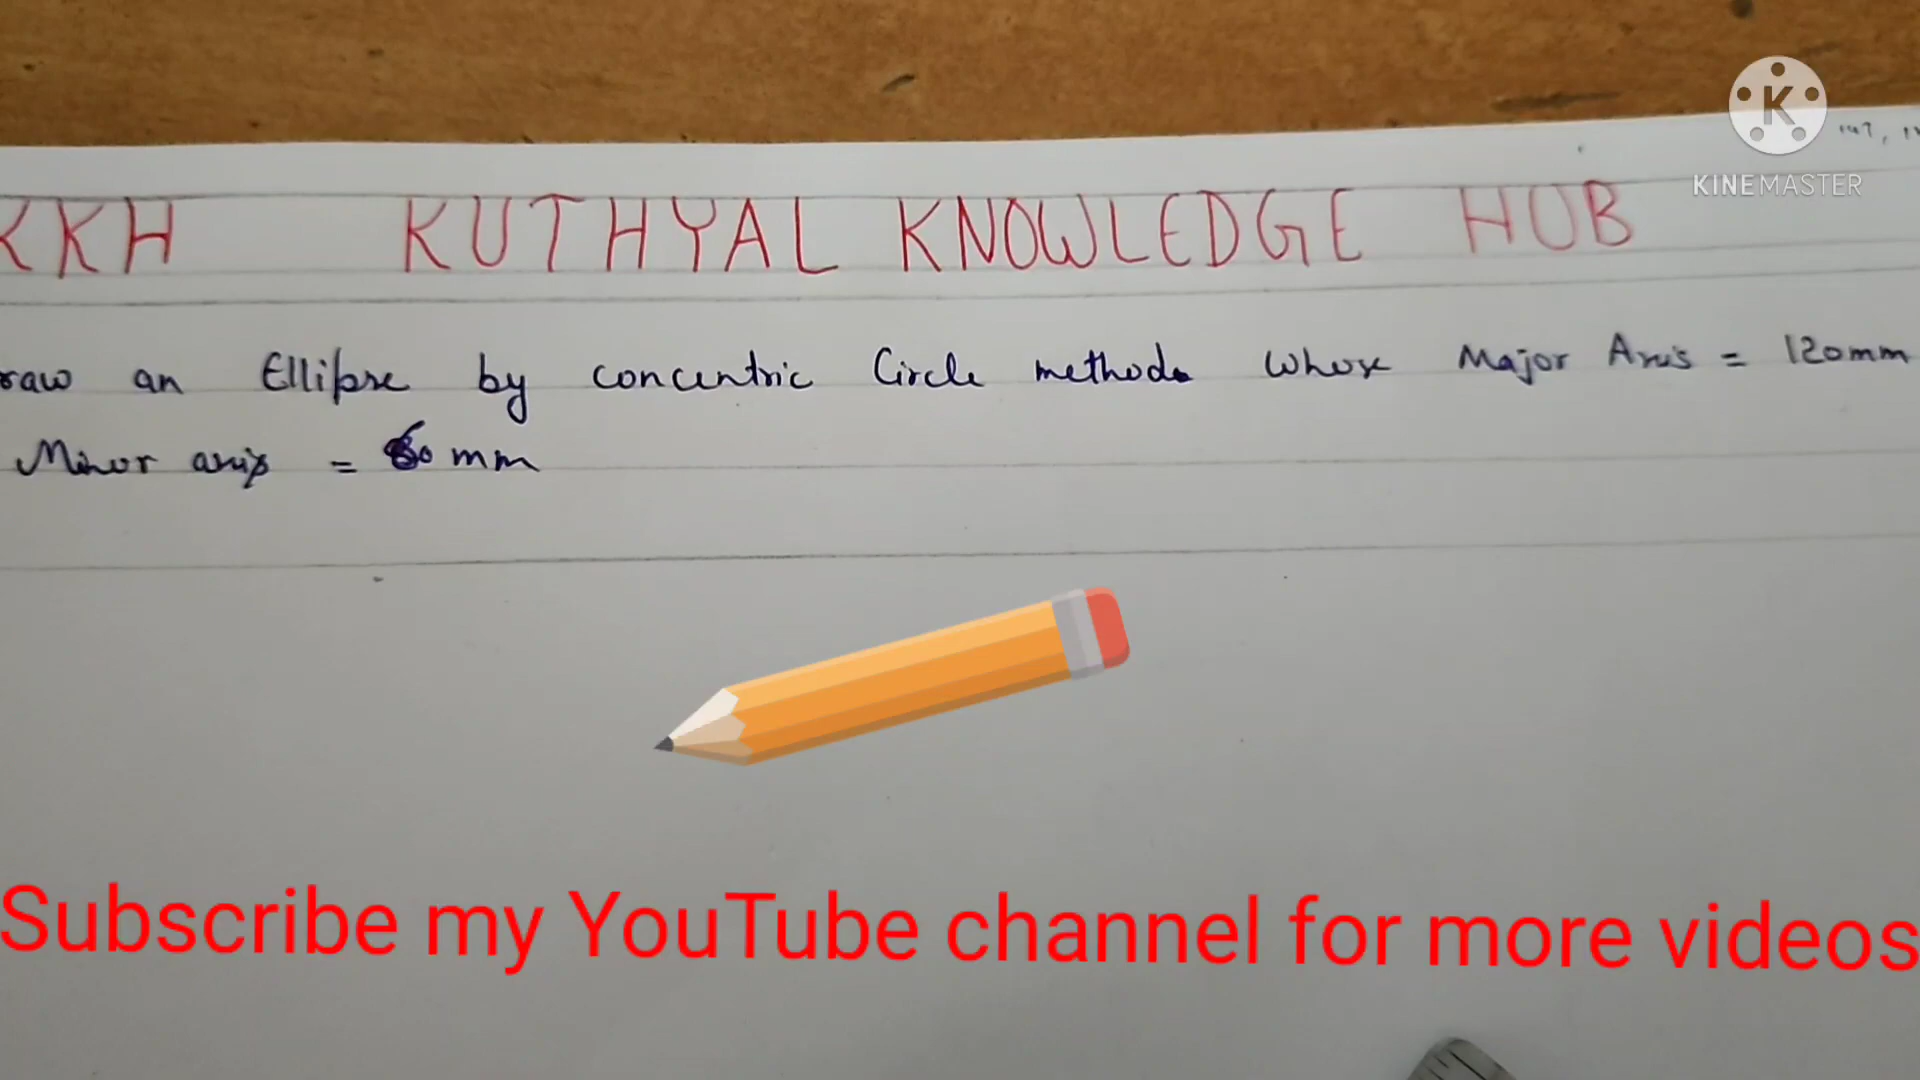 KINEMASTER
KKH KUTHYAL KNOWLEDGE HUB
raw an Ellipse by concentric Circle method whose Major Axis = 120mm
Minor axis = mm
Subscribe my YouTube channel for more videos